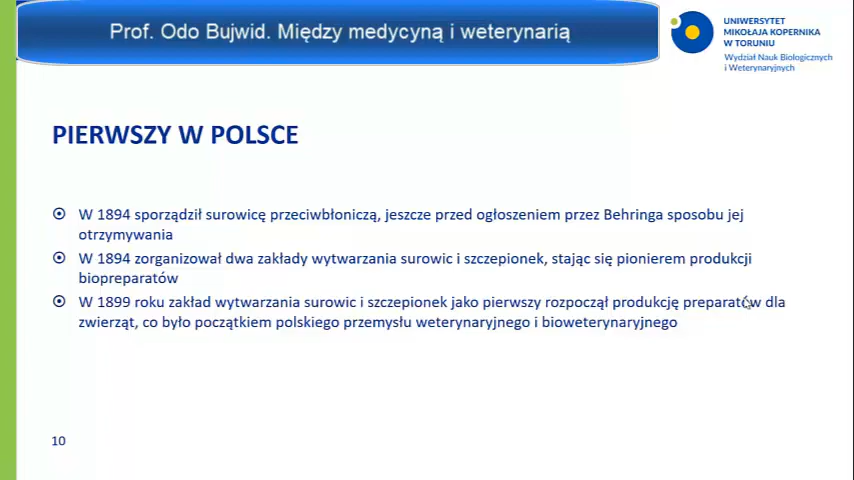 Prof. Odo Bujwid. Między medycyną i weterynarią
UNIWERSYTET
MIKOŁAJA KOPERNIKA
W TORUNIU
Wydział Nauk Biologicznych
i Weterynaryjnych
PIERWSZY W POLSCE
W 1894 sporządził surowicę przeciwbłoniczą, jeszcze przed ogłoszeniem przez Behringa sposobu jej
otrzymywania
W 1894 zorganizował dwa zakłady wytwarzania surowic i szczepionek, stając się pionierem produkcji
biopreparatów
W 1899 roku zakład wytwarzania surowic i szczepionek jako pierwszy rozpoczął produkcję preparatów dla
zwierząt, co było początkiem polskiego przemysłu weterynaryjnego i bioweterynaryjnego
10